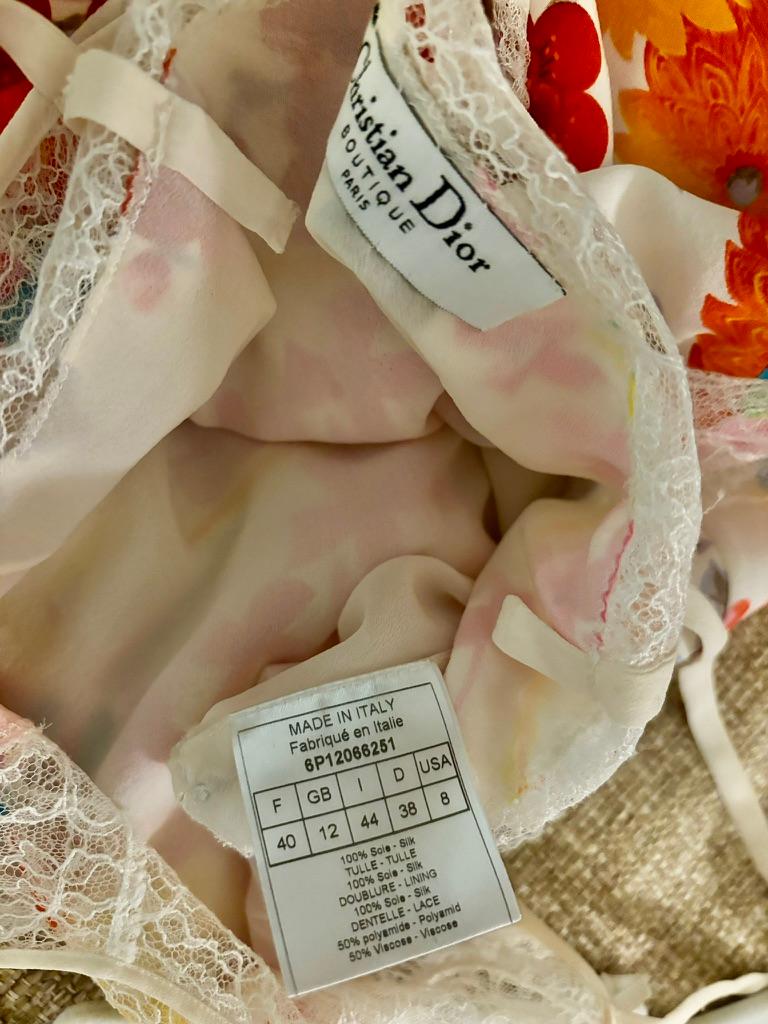 Christian Dior
BOUTIQUE
PARIS
MADE IN ITALY
Fabriqué en Italie
6P12066251
F GB I D USA
40 12 44 38 8
100% Soie - Silk
TULLE - TULLE
100% Soie - Silk
DOUBLURE - LINING
100% Soie - Silk
DENTELLE - LACE
50% polyamide - Polyamid
50% Viscose - Viscose